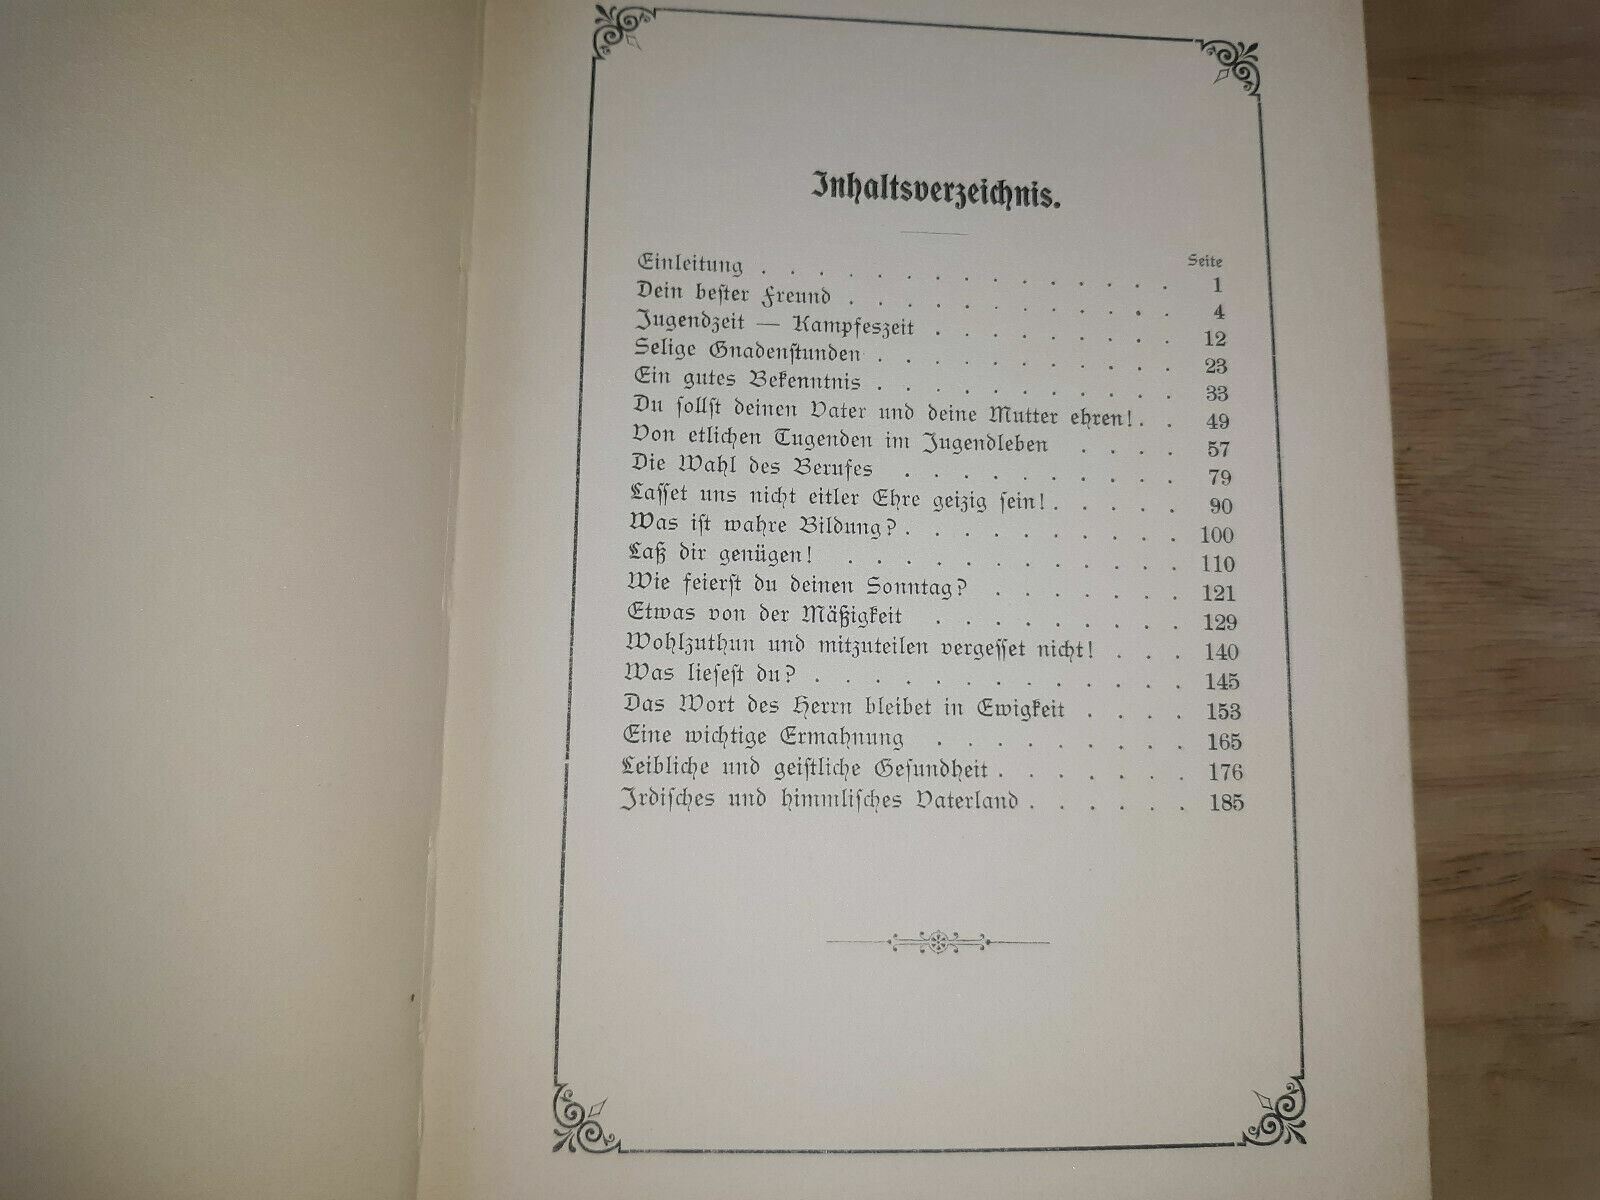 Inhaltsverzeichnis.
Seite
Einleitung . . . . . . . . . . . . . . 1
Dein bester Freund . . . . . . . . . . . . 4
Jugendzeit — Kampfeszeit . . . . . . . . . 12
Selige Gnadenstunden . . . . . . . . . . . 23
Ein gutes Bekenntnis . . . . . . . . . . . 33
Du sollst deinen Vater und deine Mutter ehren! . . 49
Von etlichen Tugenden im Jugendleben . . . . 57
Die Wahl des Berufes . . . . . . . . . . 79
Lasset uns nicht eitler Ehre geizig sein! . . . . . 90
Was ist wahre Bildung? . . . . . . . . . . 100
Laß dir genügen! . . . . . . . . . . . . 110
Wie feierst du deinen Sonntag? . . . . . . . 121
Etwas von der Mäßigkeit . . . . . . . . . 129
Wohlzuthun und mitzuteilen vergesset nicht! . . . 140
Was liesest du? . . . . . . . . . . . . . 145
Das Wort des Herrn bleibet in Ewigkeit . . . . 153
Eine wichtige Ermahnung . . . . . . . . . 165
Leibliche und geistliche Gesundheit . . . . . . . 176
Irdisches und himmlisches Vaterland . . . . . . 185